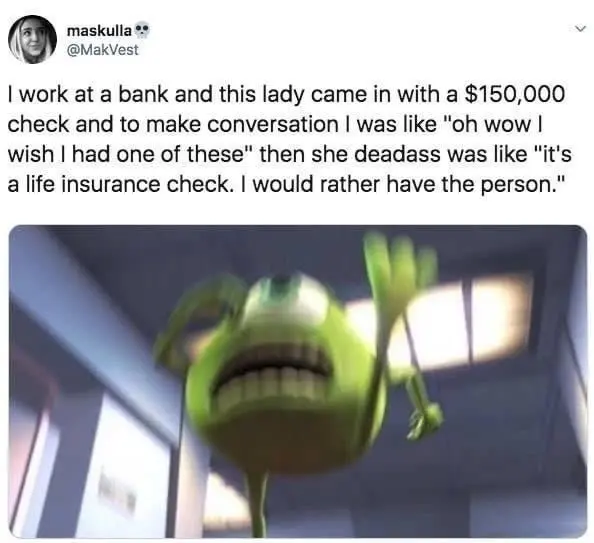 maskulla💀
@MakVest
I work at a bank and this lady came in with a $150,000
check and to make conversation I was like "oh wow I
wish I had one of these" then she deadass was like "it's
a life insurance check. I would rather have the person."